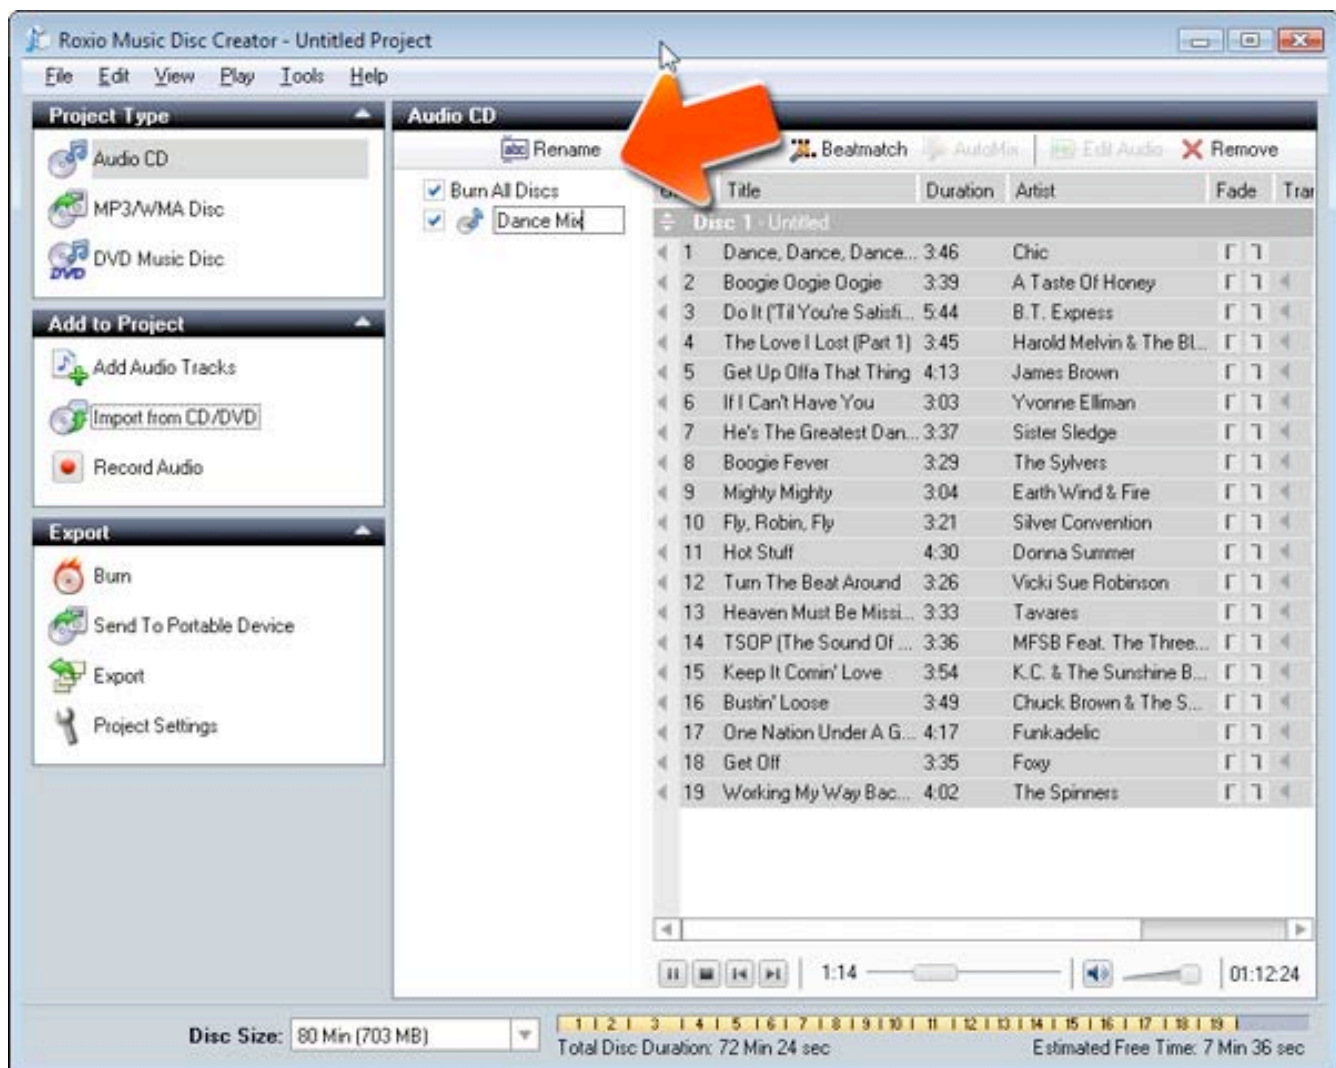 Roxio Music Disc Creator - Untitled Project
File Edit View Play Tools Help
Project Type
Audio CD
MP3/WMA Disc
DVD Music Disc
Add to Project
Add Audio Tracks
Import from CD/DVD
Record Audio
Export
Burn
Send To Portable Device
Export
Project Settings
Audio CD
Rename
Beatmatch AutoMix Edit Audio Remove
Burn All Discs
Dance Mix
Title Duration Artist Fade Tran
Disc 1 - Untitled
1 Dance, Dance, Dance... 3:46 Chic
2 Boogie Oogie Oogie 3:39 A Taste Of Honey
3 Do It ('Til You're Satisfi... 5:44 B.T. Express
4 The Love I Lost (Part 1) 3:45 Harold Melvin & The Bl...
5 Get Up Offa That Thing 4:13 James Brown
6 If I Can't Have You 3:03 Yvonne Elliman
7 He's The Greatest Dan... 3:37 Sister Sledge
8 Boogie Fever 3:29 The Sylvers
9 Mighty Mighty 3:04 Earth Wind & Fire
10 Fly, Robin, Fly 3:21 Silver Convention
11 Hot Stuff 4:30 Donna Summer
12 Turn The Beat Around 3:26 Vicki Sue Robinson
13 Heaven Must Be Missi... 3:33 Tavares
14 TSOP (The Sound Of ... 3:36 MFSB Feat. The Three...
15 Keep It Comin' Love 3:54 K.C. & The Sunshine B...
16 Bustin' Loose 3:49 Chuck Brown & The S...
17 One Nation Under A G... 4:17 Funkadelic
18 Get Off 3:35 Foxy
19 Working My Way Bac... 4:02 The Spinners
1:14 01:12:24
Disc Size: 80 Min (703 MB)
1 2 3 4 5 6 7 8 9 10 11 12 13 14 15 16 17 18 19
Total Disc Duration: 72 Min 24 sec Estimated Free Time: 7 Min 36 sec